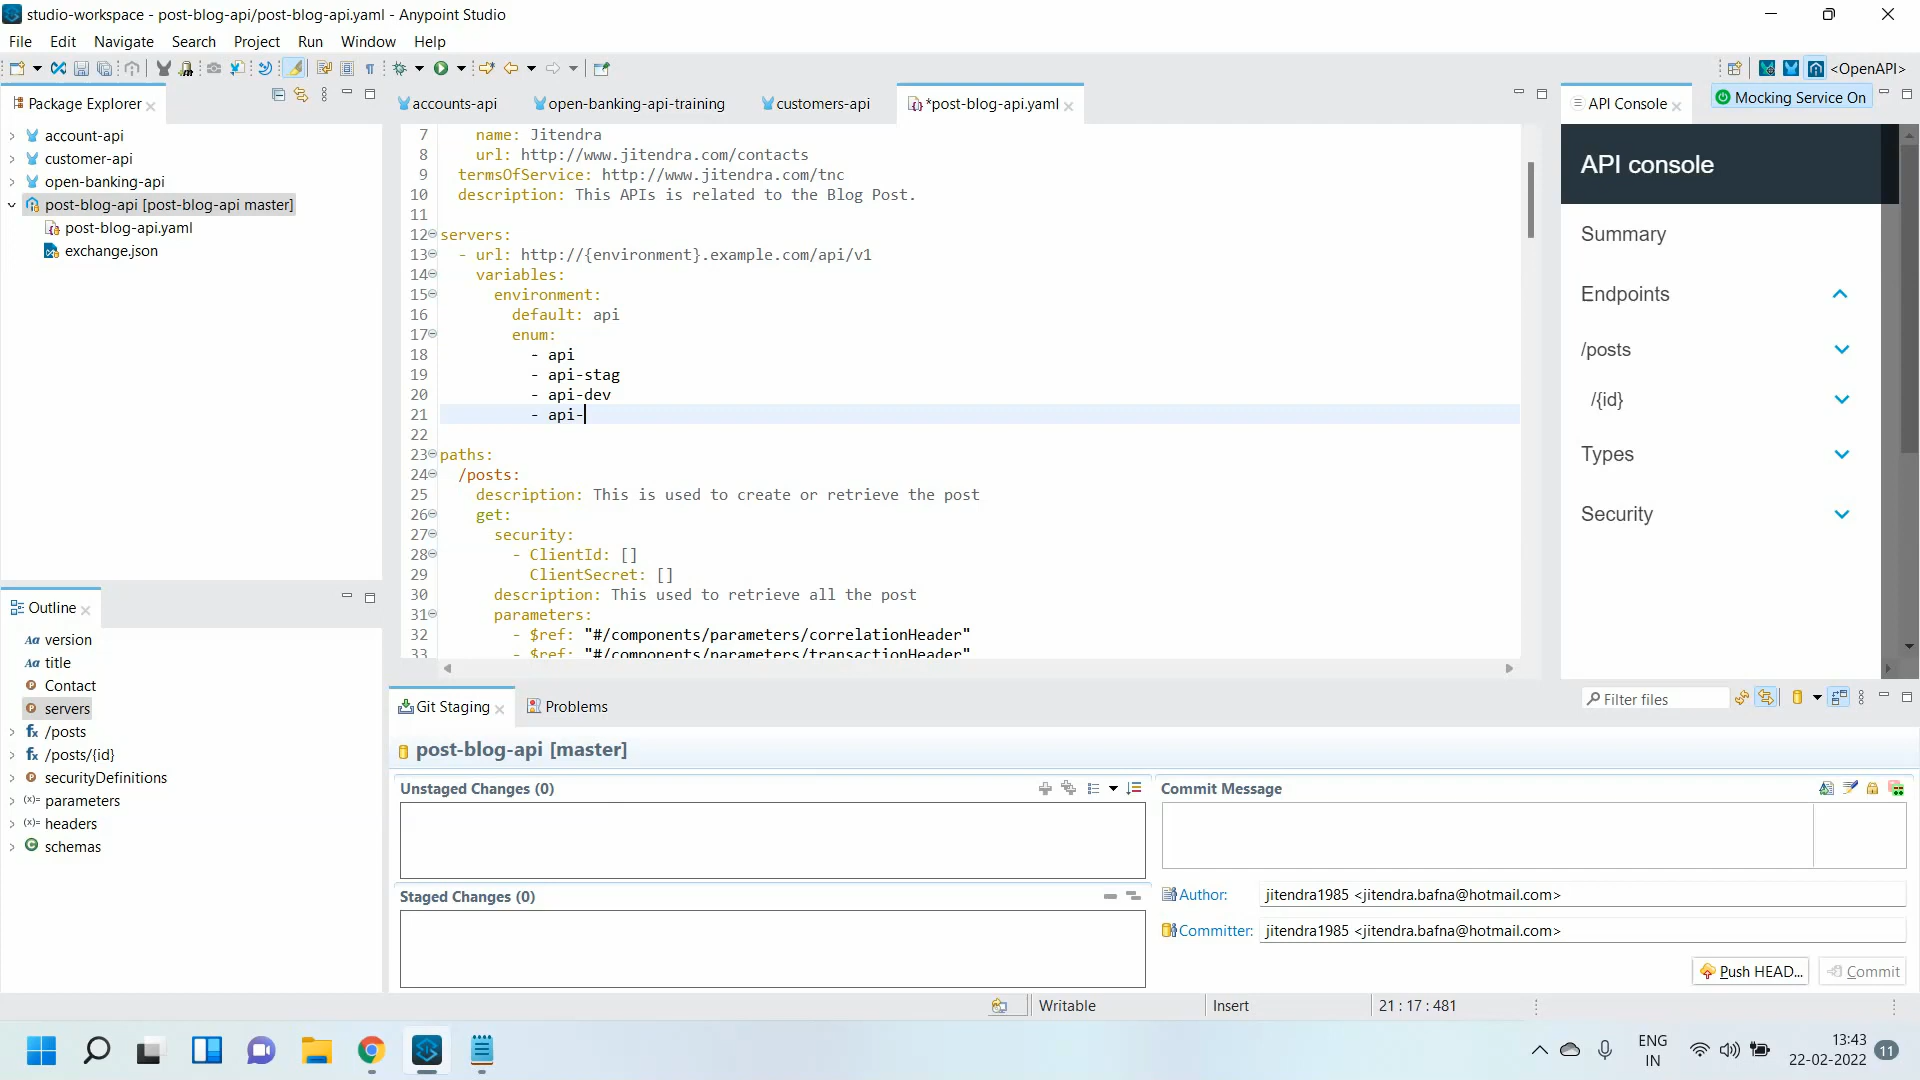 studio-workspace - post-blog-api/post-blog-api.yaml - Anypoint Studio
File Edit Navigate Search Project Run Window Help
<OpenAPI>
Package Explorer
account-api
customer-api
open-banking-api
post-blog-api [post-blog-api master]
post-blog-api.yaml
exchange.json
accounts-api open-banking-api-training customers-api *post-blog-api.yaml
7 name: Jitendra
8 url: http://www.jitendra.com/contacts
9 termsOfService: http://www.jitendra.com/tnc
10 description: This APIs is related to the Blog Post.
11
12 servers:
13 - url: http://{environment}.example.com/api/v1
14 variables:
15 environment:
16 default: api
17 enum:
18 - api
19 - api-stag
20 - api-dev
21 - api-
22
23 paths:
24 /posts:
25 description: This is used to create or retrieve the post
26 get:
27 security:
28 - ClientId: []
29 ClientSecret: []
30 description: This used to retrieve all the post
31 parameters:
32 - $ref: "#/components/parameters/correlationHeader"
33 - $ref: "#/components/parameters/transactionHeader"
API Console
Mocking Service On
API console
Summary
Endpoints
/posts
/{id}
Types
Security
Outline
Aa version
Aa title
Contact
servers
fx /posts
fx /posts/{id}
securityDefinitions
(x)= parameters
(x)= headers
schemas
Git Staging Problems
Filter files
post-blog-api [master]
Unstaged Changes (0)
Staged Changes (0)
Commit Message
Author: jitendra1985 <jitendra.bafna@hotmail.com>
Committer: jitendra1985 <jitendra.bafna@hotmail.com>
Push HEAD... Commit
Writable Insert 21 : 17 : 481
ENG
IN
13:43
22-02-2022
11